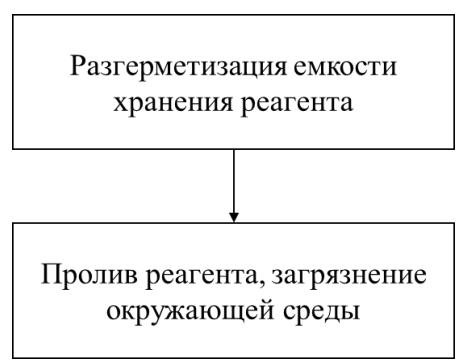 Разгерметизация емкости
хранения реагента
Пролив реагента, загрязнение
окружающей среды